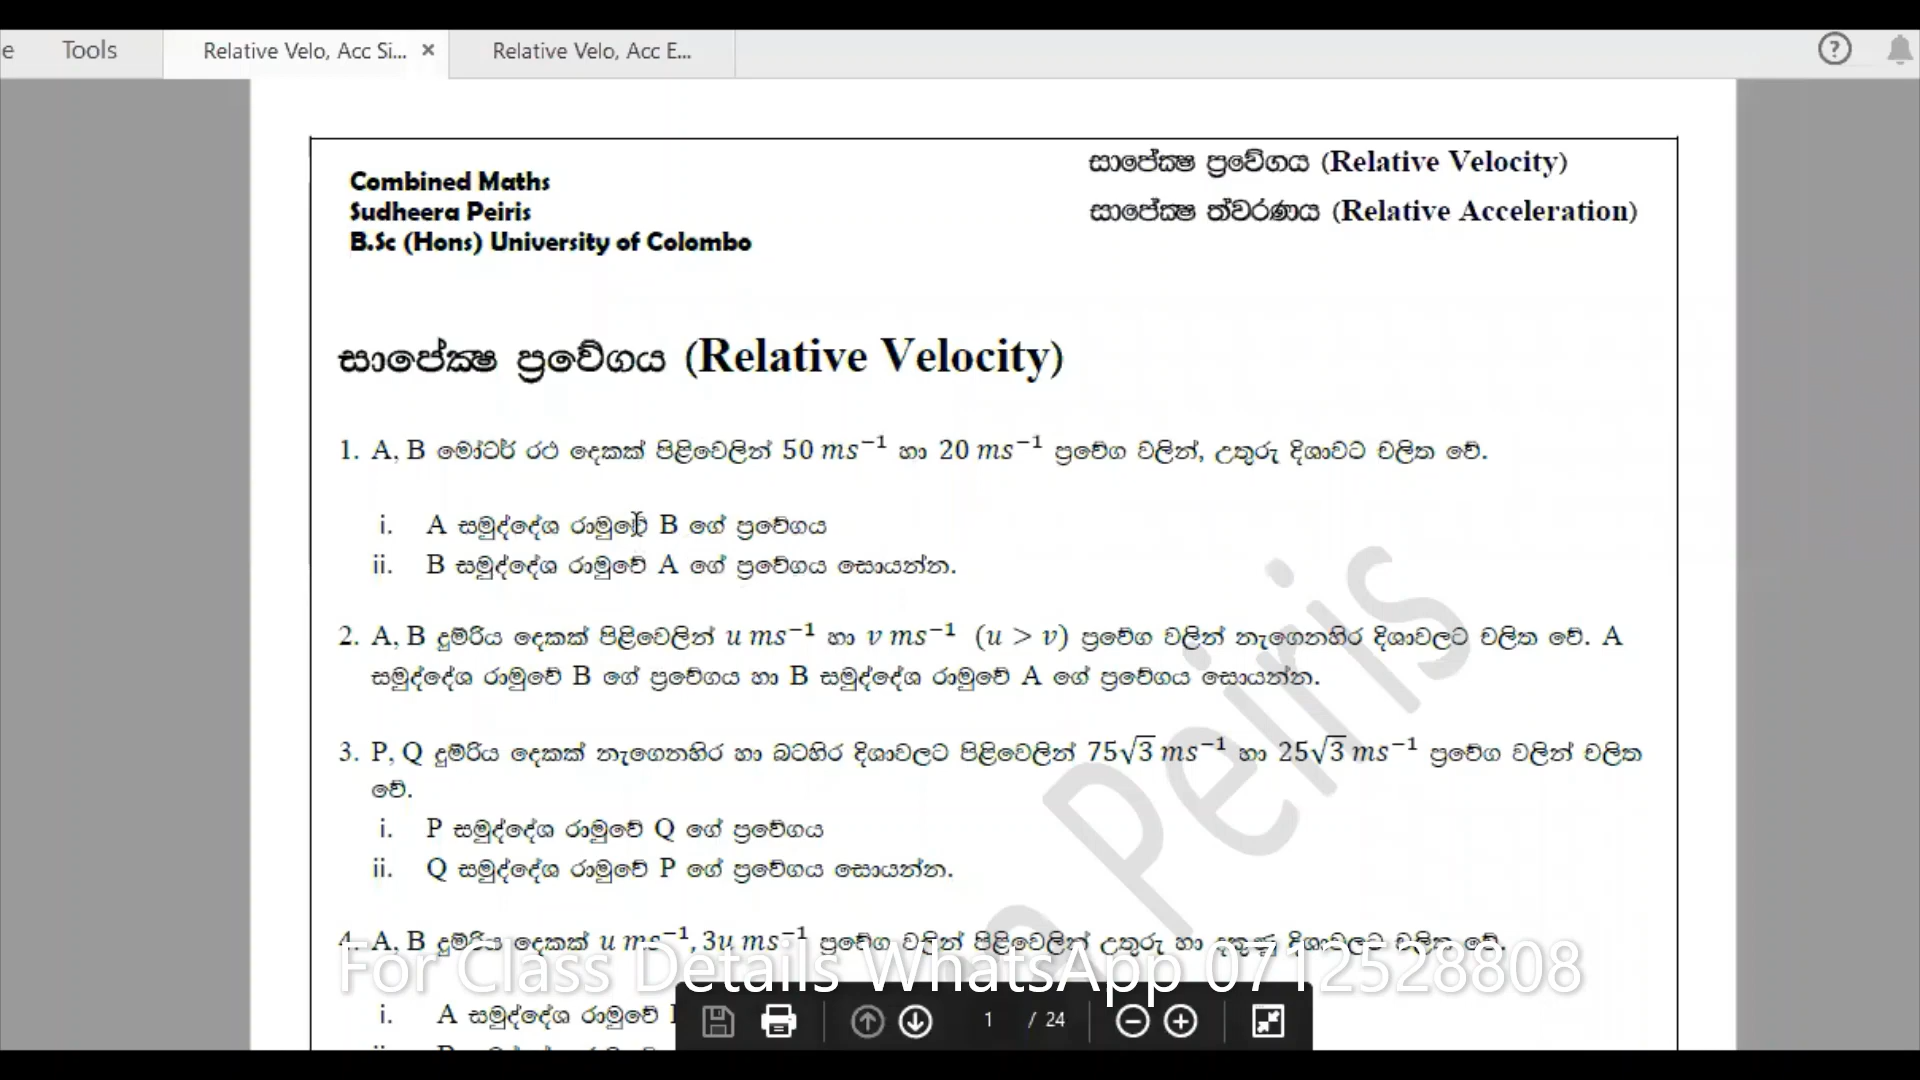 e Tools Relative Velo, Acc Si... × Relative Velo, Acc E... ?
Combined Maths
Sudheera Peiris
B.Sc (Hons) University of Colombo
සාපේක්‍ෂ ප්‍රවේගය (Relative Velocity)
සාපේක්‍ෂ ත්වරණය (Relative Acceleration)
සාපේක්‍ෂ ප්‍රවේගය (Relative Velocity)
1. A, B මෝටර් රථ දෙකක් පිළිවෙලින් 50 ms⁻¹ හා 20 ms⁻¹ ප්‍රවේග වලින්, උතුරු දිශාවට චලිත වේ.
i. A සමුද්දේශ රාමුවේ B ගේ ප්‍රවේගය
ii. B සමුද්දේශ රාමුවේ A ගේ ප්‍රවේගය සොයන්න.
2. A, B දුම්රිය දෙකක් පිළිවෙලින් u ms⁻¹ හා v ms⁻¹ (u > v) ප්‍රවේග වලින් නැගෙනහිර දිශාවලට චලිත වේ. A
සමුද්දේශ රාමුවේ B ගේ ප්‍රවේගය හා B සමුද්දේශ රාමුවේ A ගේ ප්‍රවේගය සොයන්න.
3. P, Q දුම්රිය දෙකක් නැගෙනහිර හා බටහිර දිශාවලට පිළිවෙලින් 75√3 ms⁻¹ හා 25√3 ms⁻¹ ප්‍රවේග වලින් චලිත
වේ.
i. P සමුද්දේශ රාමුවේ Q ගේ ප්‍රවේගය
ii. Q සමුද්දේශ රාමුවේ P ගේ ප්‍රවේගය සොයන්න.
4. A, B දුම්රිය දෙකක් u ms⁻¹, 3u ms⁻¹ ප්‍රවේග වලින් පිළිවෙලින් උතුරු හා දකුණු දිශාවලට චලිත වේ.
For Class Details WhatsApp 0712528808
i. A සමුද්දේශ රාමුවේ
1 / 24
Peiris